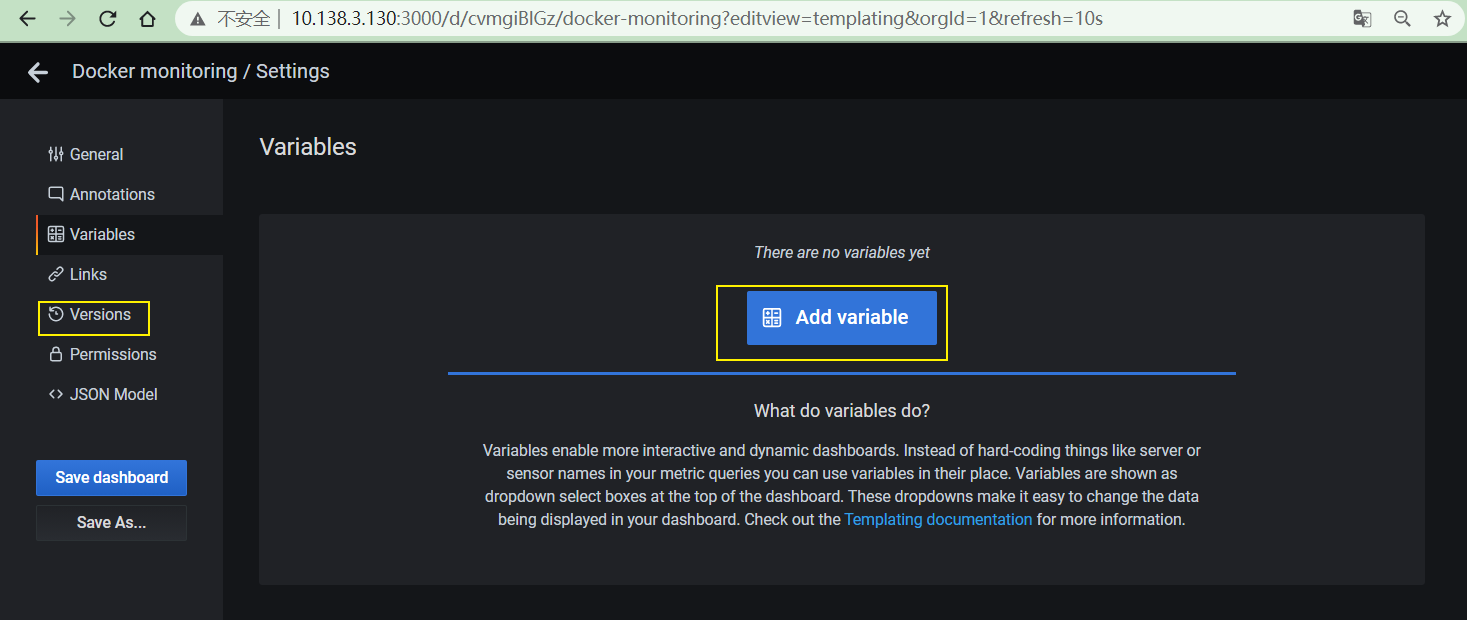 不安全 | 10.138.3.130:3000/d/cvmgiBlGz/docker-monitoring?editview=templating&orgId=1&refresh=10s
Docker monitoring / Settings
General
Annotations
Variables
Links
Versions
Permissions
JSON Model
Save dashboard
Save As...
Variables
There are no variables yet
Add variable
What do variables do?
Variables enable more interactive and dynamic dashboards. Instead of hard-coding things like server or
sensor names in your metric queries you can use variables in their place. Variables are shown as
dropdown select boxes at the top of the dashboard. These dropdowns make it easy to change the data
being displayed in your dashboard. Check out the Templating documentation for more information.